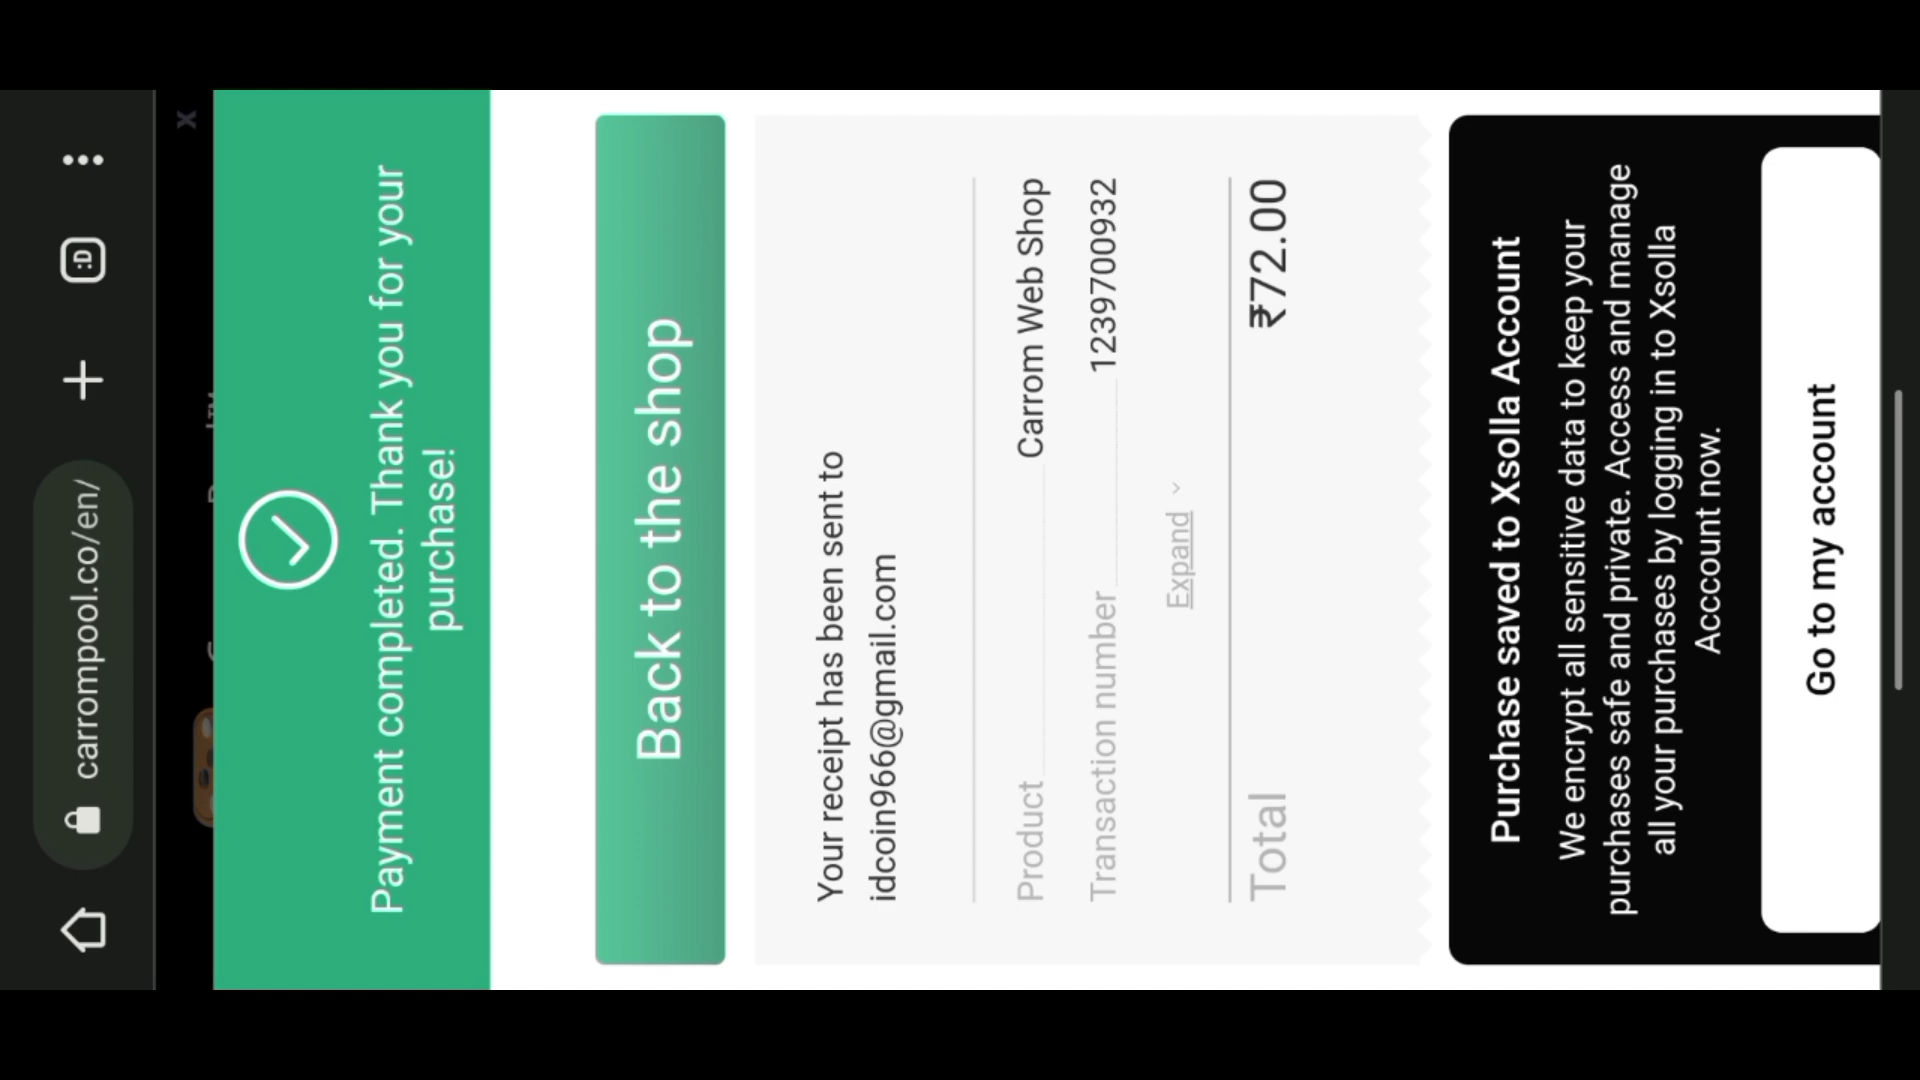 carrompool.co/en/
:D
x
Payment completed. Thank you for your
purchase!
Back to the shop
Your receipt has been sent to
idcoin966@gmail.com
Product Carrom Web Shop
Transaction number 1239700932
Expand
Total ₹72.00
Purchase saved to Xsolla Account
We encrypt all sensitive data to keep your
purchases safe and private. Access and manage
all your purchases by logging in to Xsolla
Account now.
Go to my account